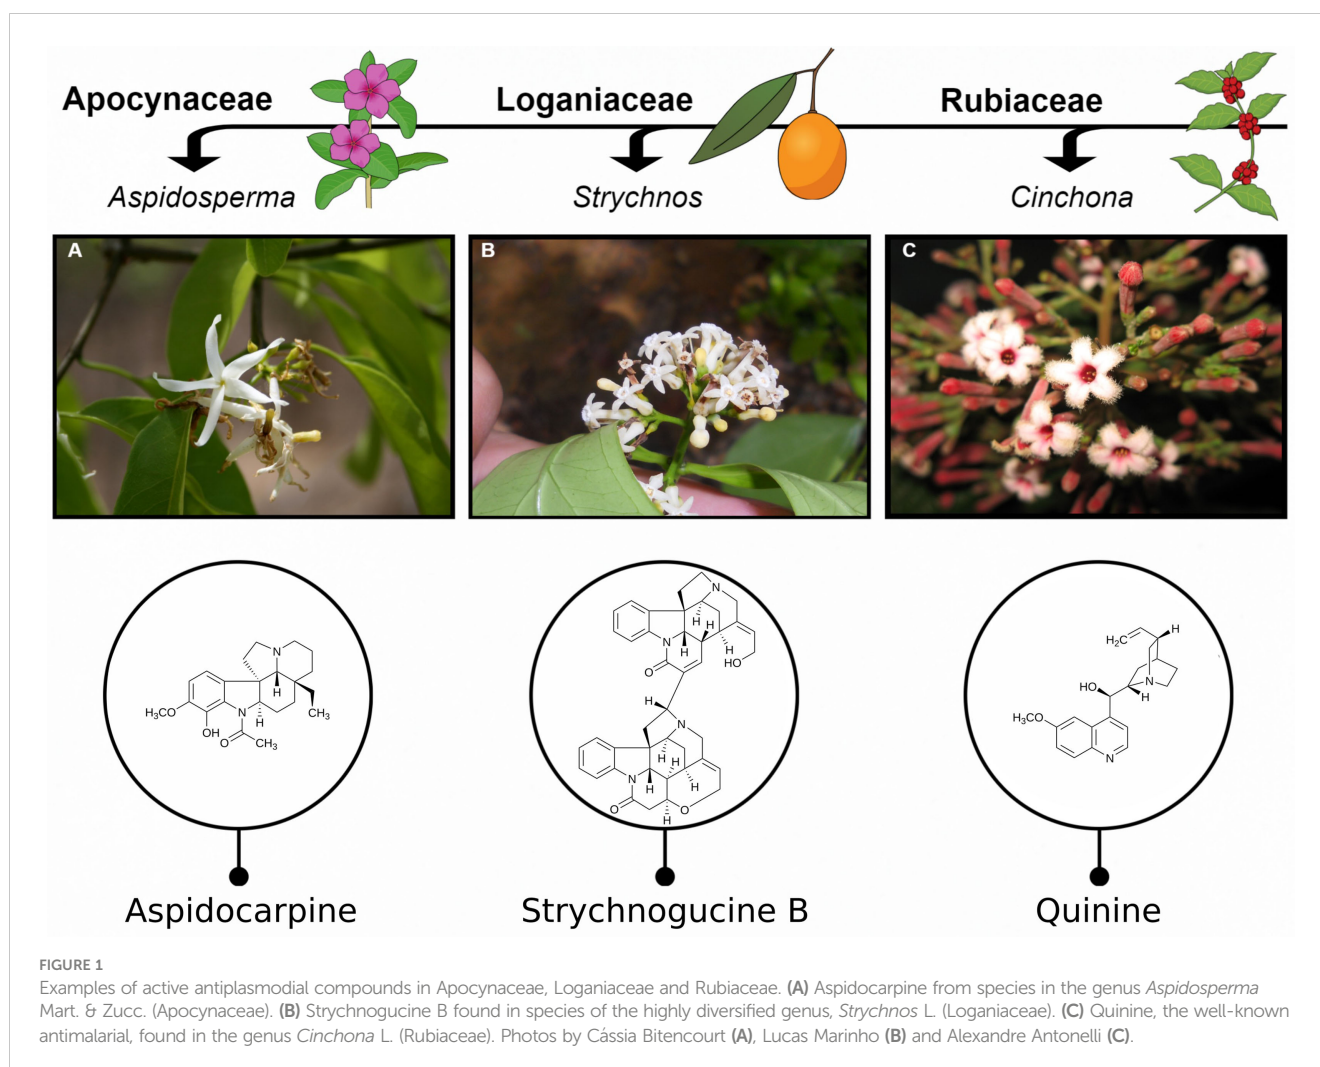 Apocynaceae
Loganiaceae
Rubiaceae
Aspidosperma
Strychnos
Cinchona
A
B
C
N
H
H₃CO
OH
N
H
O
CH₃
CH₃
N
H
H
N
H
H
O
HO
H
N
H
H
N
H
H
O
O
H
H₂C
H
HO
N
H
H₃CO
N
Aspidocarpine
Strychnogucine B
Quinine
FIGURE 1
Examples of active antiplasmodial compounds in Apocynaceae, Loganiaceae and Rubiaceae. (A) Aspidocarpine from species in the genus Aspidosperma
Mart. & Zucc. (Apocynaceae). (B) Strychnogucine B found in species of the highly diversified genus, Strychnos L. (Loganiaceae). (C) Quinine, the well-known
antimalarial, found in the genus Cinchona L. (Rubiaceae). Photos by Cássia Bitencourt (A), Lucas Marinho (B) and Alexandre Antonelli (C).